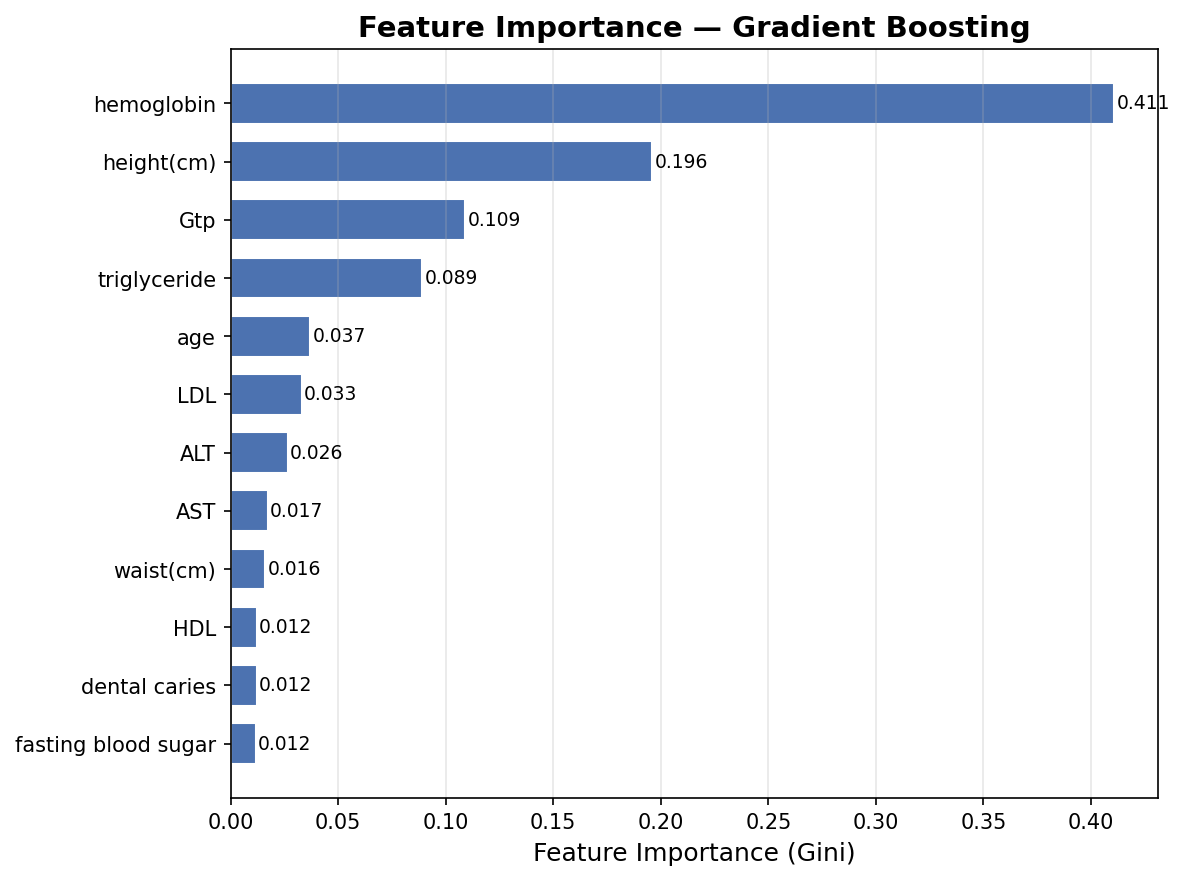 Feature Importance — Gradient Boosting
hemoglobin 0.411
height(cm) 0.196
Gtp 0.109
triglyceride 0.089
age 0.037
LDL 0.033
ALT 0.026
AST 0.017
waist(cm) 0.016
HDL 0.012
dental caries 0.012
fasting blood sugar 0.012
0.00 0.05 0.10 0.15 0.20 0.25 0.30 0.35 0.40
Feature Importance (Gini)